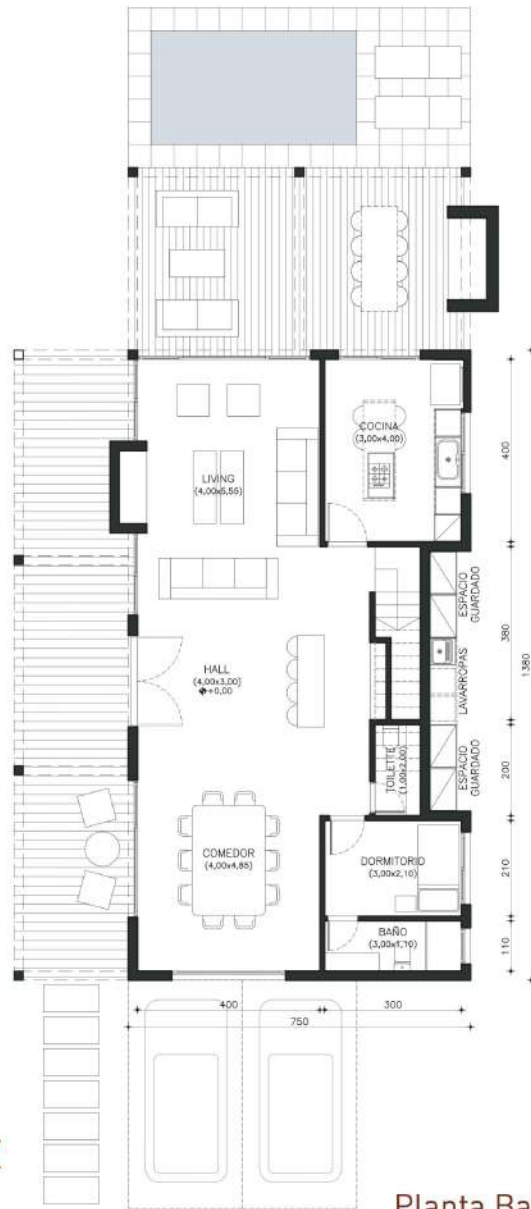 COCINA
(3,00x4,00)
LIVING
(4,00x5,55)
400
ESPACIO
GUARDADO
HALL
(4,00x3,00)
+0,00
LAVARROPAS
380
1380
TOILETTE
(1,00x2,00)
ESPACIO
GUARDADO
200
COMEDOR
(4,00x4,85)
DORMITORIO
(3,00x2,10)
210
BAÑO
(3,00x1,10)
110
400
300
750
Planta Ba